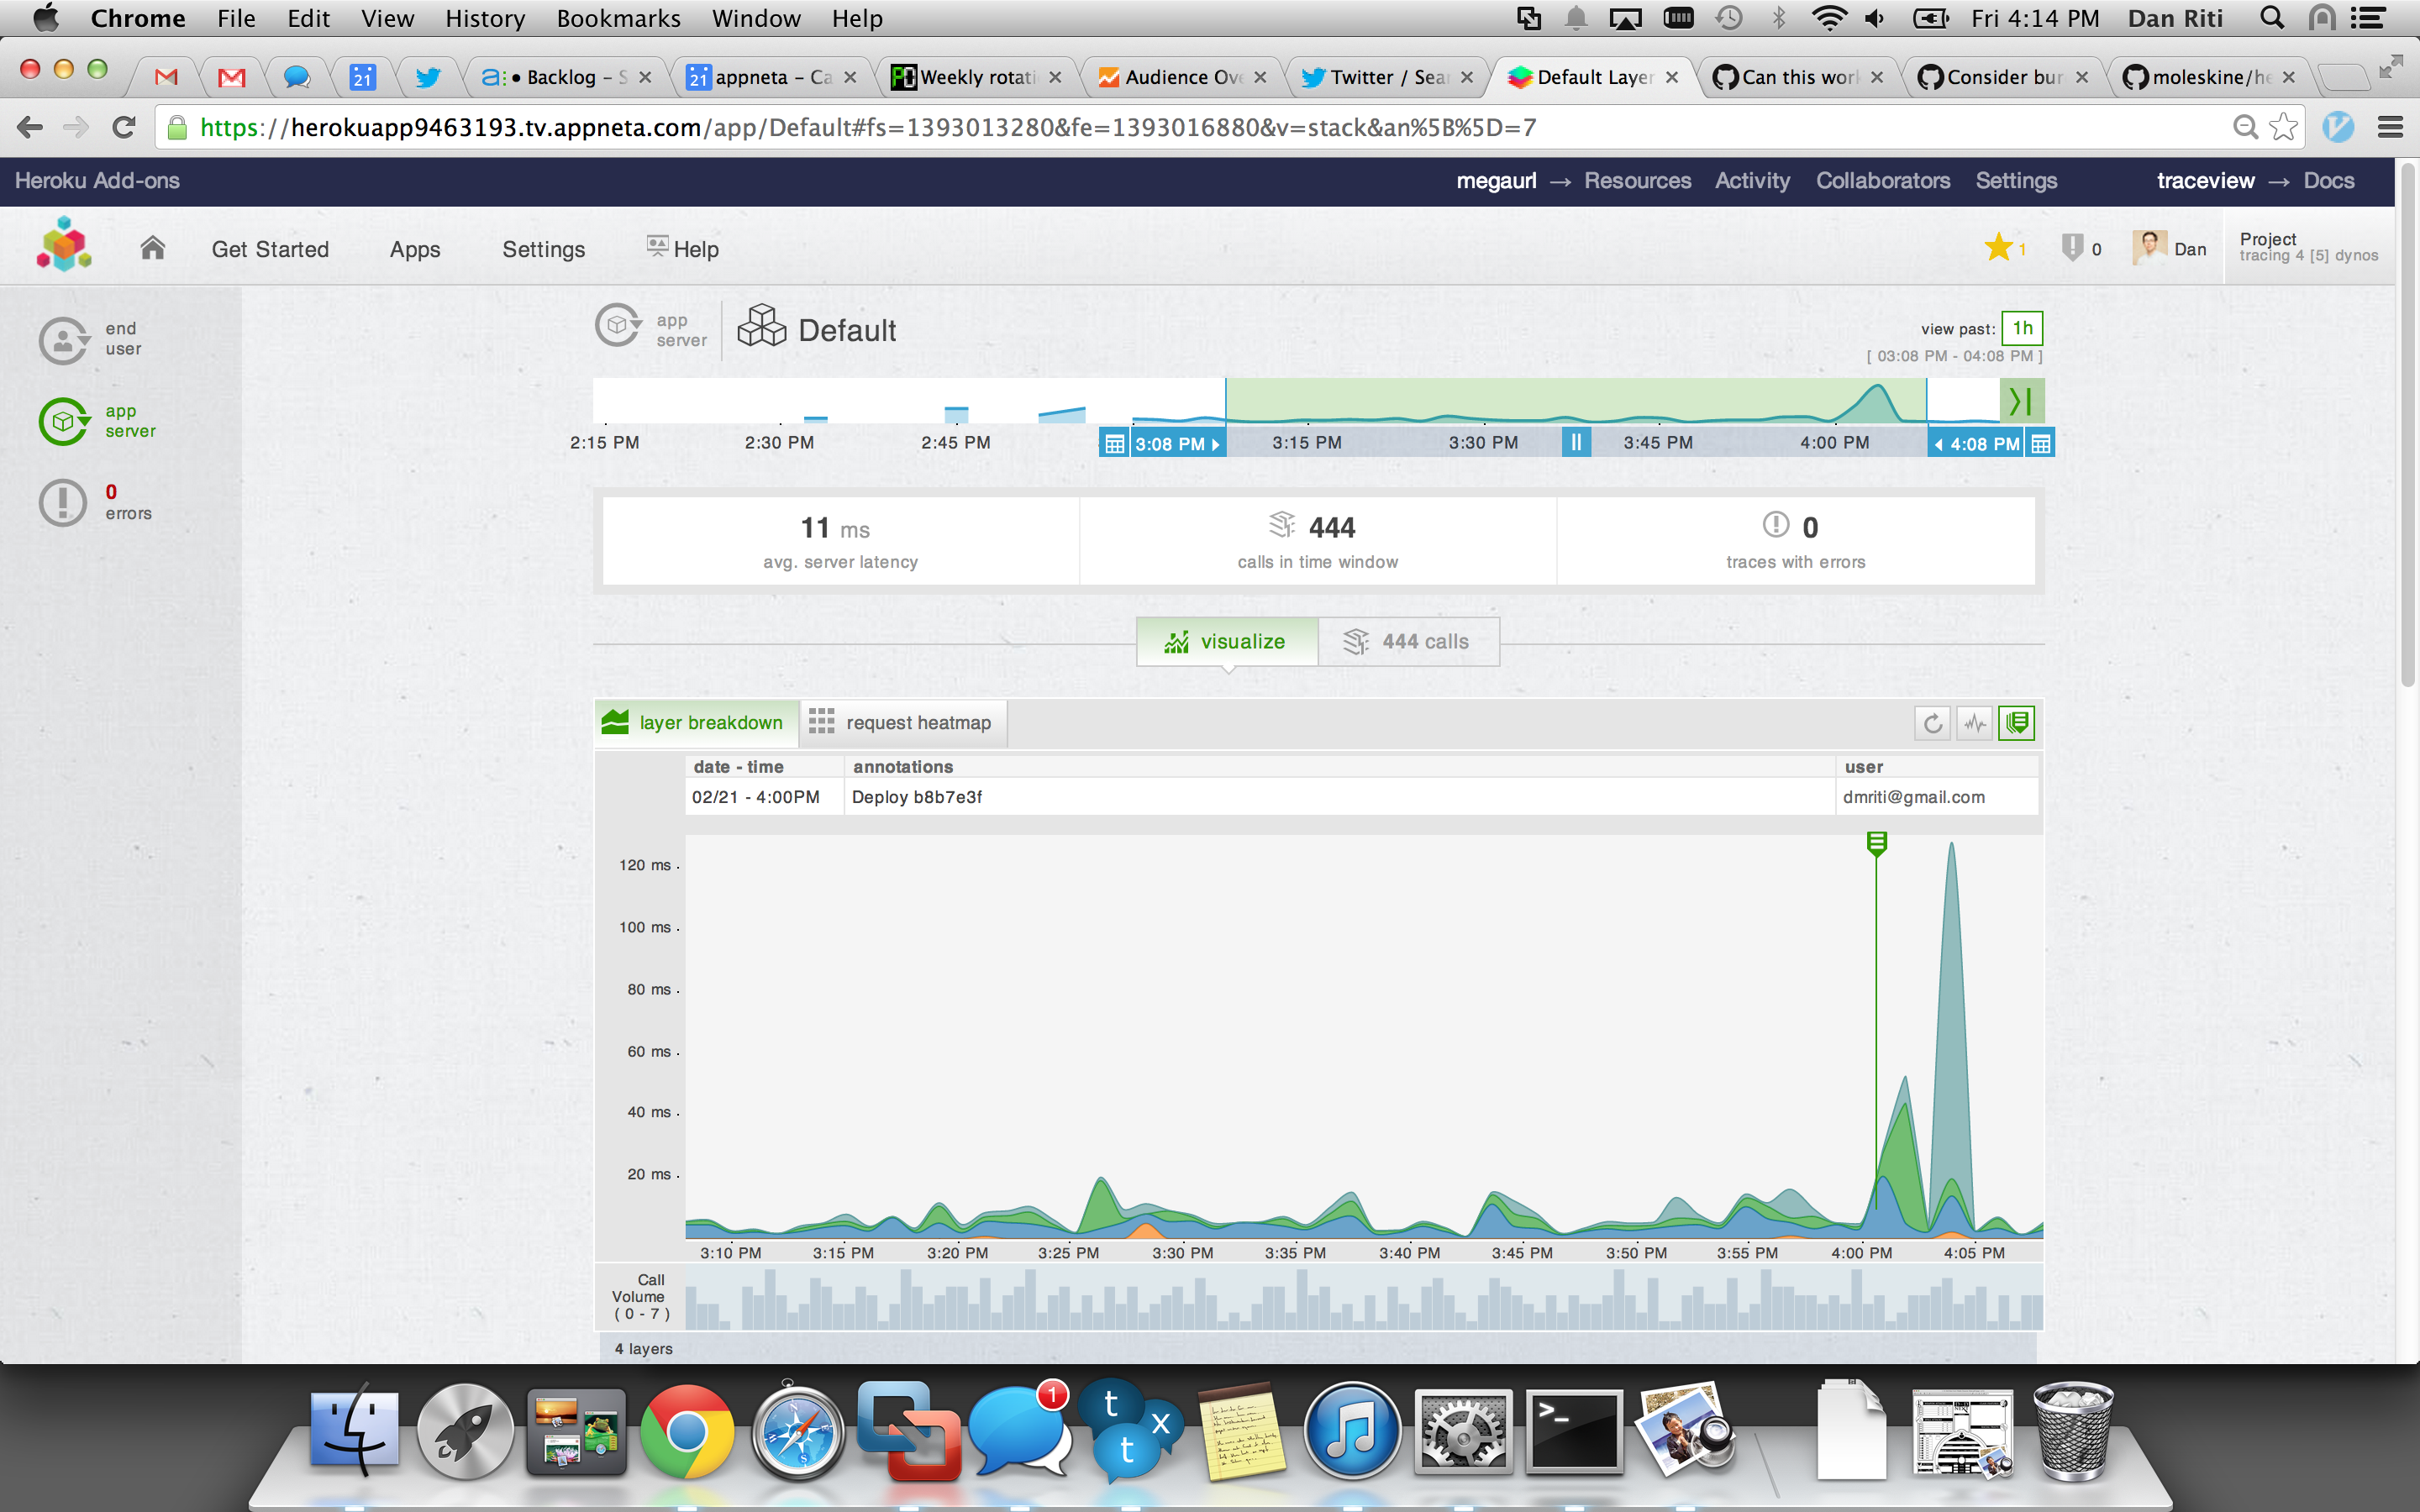 Chrome File Edit View History Bookmarks Window Help Fri 4:14 PM Dan Riti
21 a:• Backlog – S 21 appneta – Ca Weekly rotati Audience Ov Twitter / Sear Default Layer Can this work Consider bur moleskine/he
https://herokuapp9463193.tv.appneta.com/app/Default#fs=1393013280&fe=1393016880&v=stack&an%5B%5D=7
Heroku Add-ons megaurl → Resources Activity Collaborators Settings traceview → Docs
Get Started Apps Settings Help 1 0 Dan
Project
tracing 4 [5] dynos
end
user
app
server
0
errors
app
server
Default
view past: 1h
[ 03:08 PM - 04:08 PM ]
2:15 PM 2:30 PM 2:45 PM 3:08 PM 3:15 PM 3:30 PM 3:45 PM 4:00 PM 4:08 PM
11 ms 444 0
avg. server latency calls in time window traces with errors
visualize 444 calls
layer breakdown request heatmap
date - time annotations user
02/21 - 4:00PM Deploy b8b7e3f dmriti@gmail.com
120 ms
100 ms
80 ms
60 ms
40 ms
20 ms
3:10 PM 3:15 PM 3:20 PM 3:25 PM 3:30 PM 3:35 PM 3:40 PM 3:45 PM 3:50 PM 3:55 PM 4:00 PM 4:05 PM
Call
Volume
( 0 - 7 )
4 layers
1
t x
t
>_